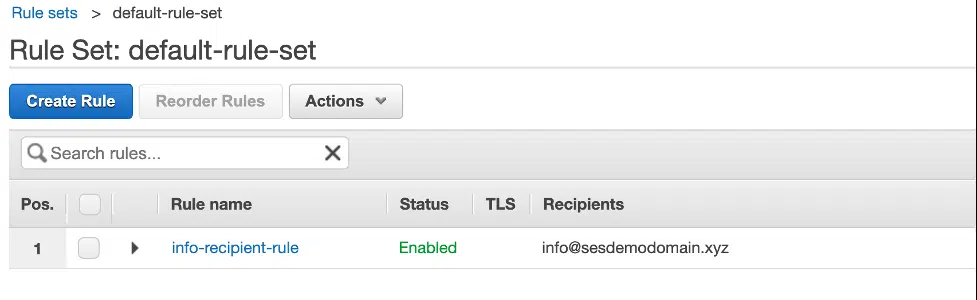 Rule sets > default-rule-set
Rule Set: default-rule-set
Create Rule Reorder Rules Actions
Search rules...
Pos. Rule name Status TLS Recipients
1 info-recipient-rule Enabled info@sesdemodomain.xyz